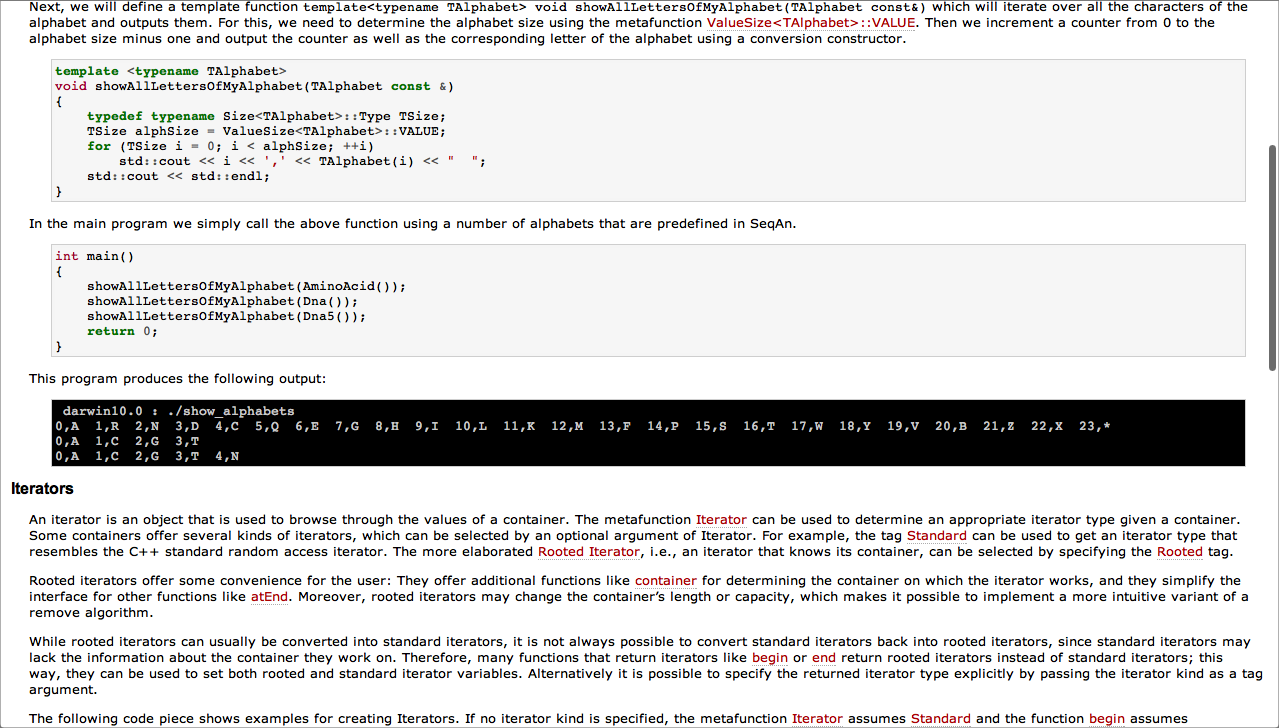 Next, we will define a template function template<typename TAlphabet> void showAllLettersOfMyAlphabet(TAlphabet const&) which will iterate over all the characters of the
alphabet and outputs them. For this, we need to determine the alphabet size using the metafunction ValueSize<TAlphabet>::VALUE. Then we increment a counter from 0 to the
alphabet size minus one and output the counter as well as the corresponding letter of the alphabet using a conversion constructor.
template <typename TAlphabet>
void showAllLettersOfMyAlphabet(TAlphabet const &)
{
    typedef typename Size<TAlphabet>::Type TSize;
    TSize alphSize = ValueSize<TAlphabet>::VALUE;
    for (TSize i = 0; i < alphSize; ++i)
        std::cout << i << ',' << TAlphabet(i) << "  ";
    std::cout << std::endl;
}
In the main program we simply call the above function using a number of alphabets that are predefined in SeqAn.
int main()
{
    showAllLettersOfMyAlphabet(AminoAcid());
    showAllLettersOfMyAlphabet(Dna());
    showAllLettersOfMyAlphabet(Dna5());
    return 0;
}
This program produces the following output:
darwin10.0 : ./show_alphabets
0,A  1,R  2,N  3,D  4,C  5,Q  6,E  7,G  8,H  9,I  10,L  11,K  12,M  13,F  14,P  15,S  16,T  17,W  18,Y  19,V  20,B  21,Z  22,X  23,*
0,A  1,C  2,G  3,T
0,A  1,C  2,G  3,T  4,N
Iterators
An iterator is an object that is used to browse through the values of a container. The metafunction Iterator can be used to determine an appropriate iterator type given a container.
Some containers offer several kinds of iterators, which can be selected by an optional argument of Iterator. For example, the tag Standard can be used to get an iterator type that
resembles the C++ standard random access iterator. The more elaborated Rooted Iterator, i.e., an iterator that knows its container, can be selected by specifying the Rooted tag.
Rooted iterators offer some convenience for the user: They offer additional functions like container for determining the container on which the iterator works, and they simplify the
interface for other functions like atEnd. Moreover, rooted iterators may change the container's length or capacity, which makes it possible to implement a more intuitive variant of a
remove algorithm.
While rooted iterators can usually be converted into standard iterators, it is not always possible to convert standard iterators back into rooted iterators, since standard iterators may
lack the information about the container they work on. Therefore, many functions that return iterators like begin or end return rooted iterators instead of standard iterators; this
way, they can be used to set both rooted and standard iterator variables. Alternatively it is possible to specify the returned iterator type explicitly by passing the iterator kind as a tag
argument.
The following code piece shows examples for creating Iterators. If no iterator kind is specified, the metafunction Iterator assumes Standard and the function begin assumes